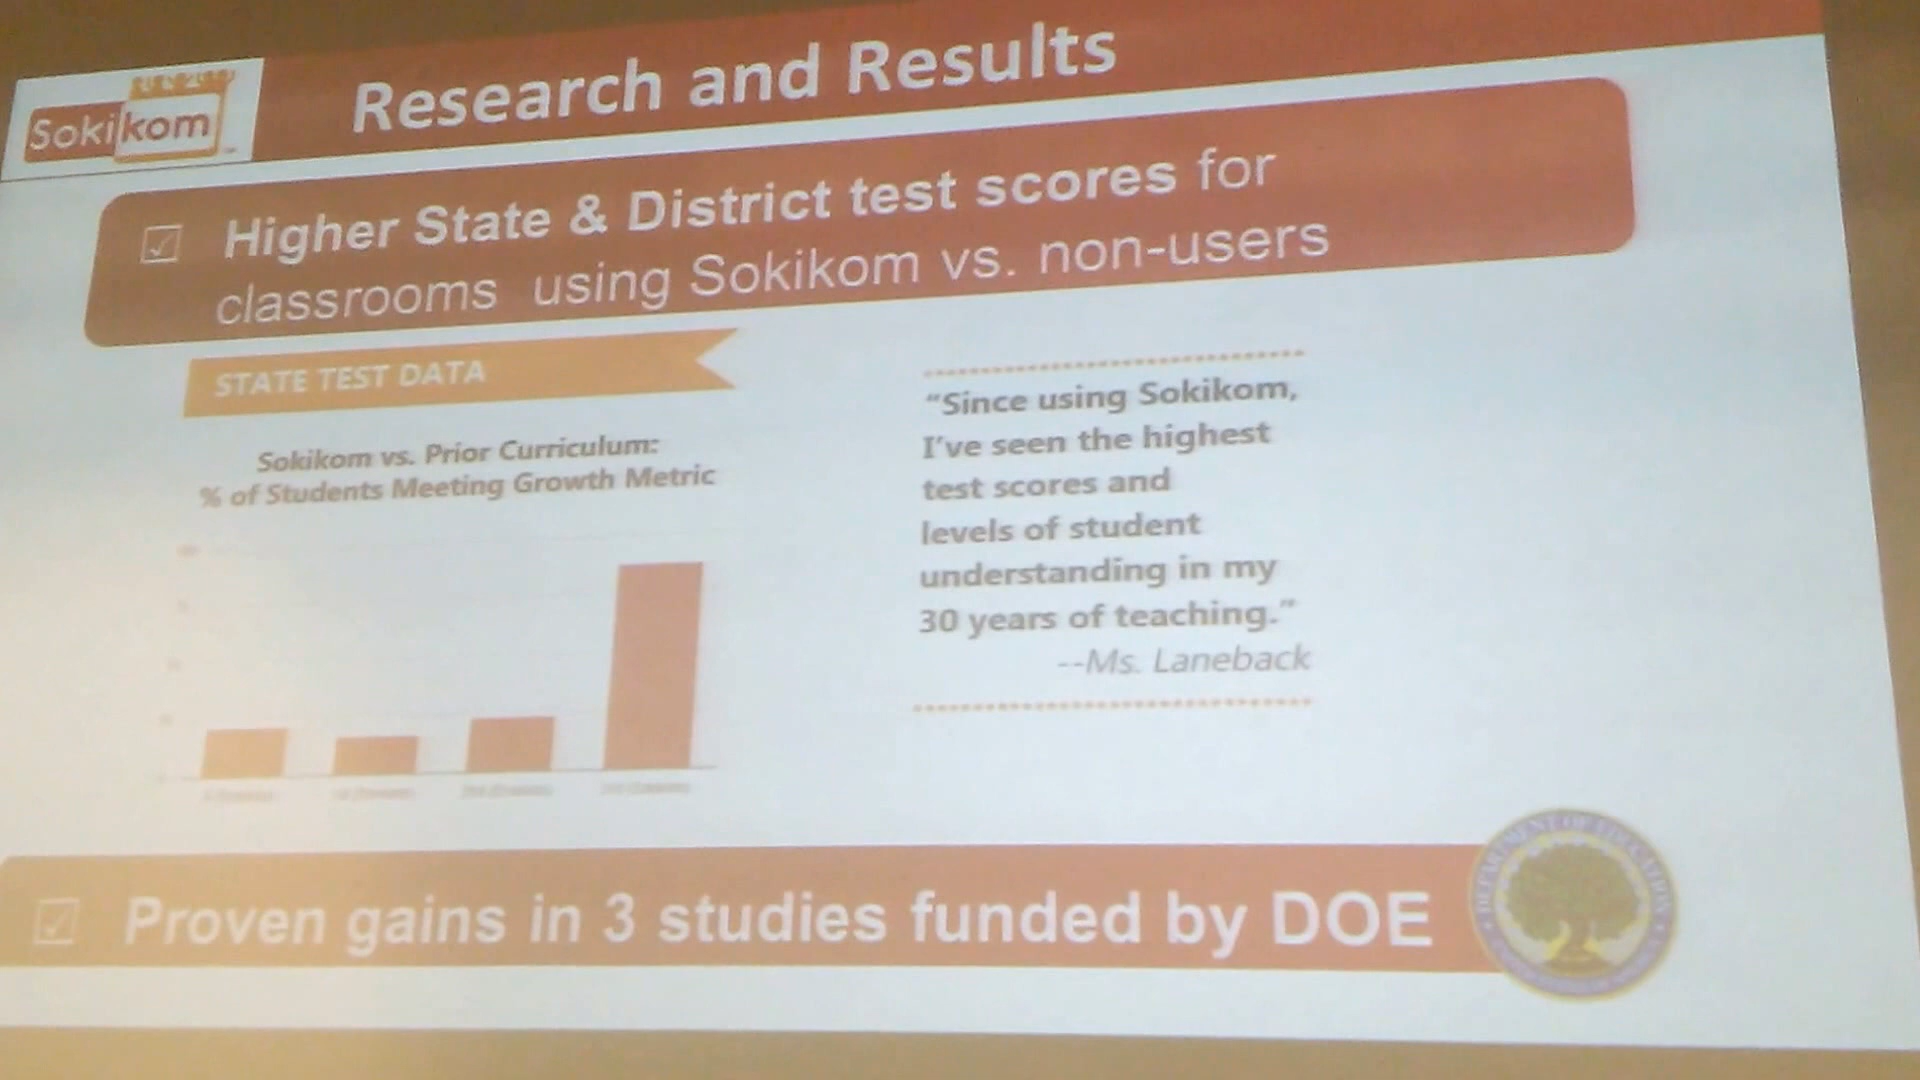 Sokikom
Research and Results
Higher State & District test scores for
classrooms using Sokikom vs. non-users
STATE TEST DATA
Sokikom vs. Prior Curriculum:
% of Students Meeting Growth Metric
“Since using Sokikom,
I’ve seen the highest
test scores and
levels of student
understanding in my
30 years of teaching.”
--Ms. Laneback
Proven gains in 3 studies funded by DOE
DEPARTMENT OF EDUCATION